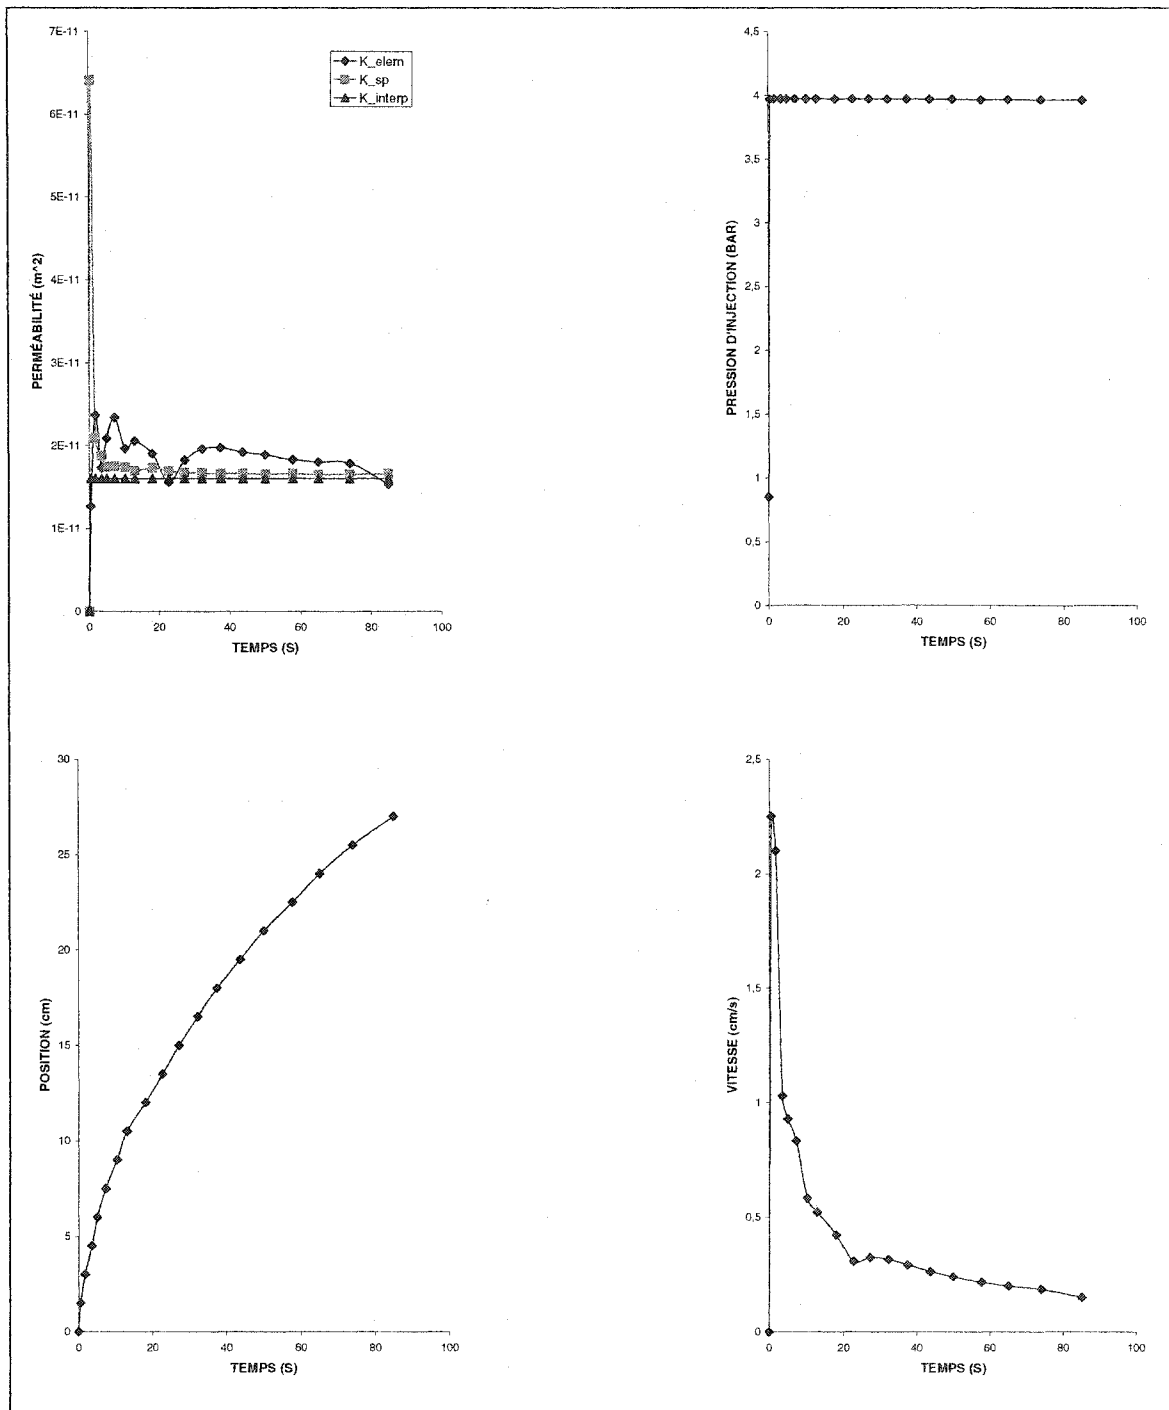 7E-11
6E-11
5E-11
4E-11
3E-11
2E-11
1E-11
0
PERMÉABILITÉ (m^2)
K_elem
K_sp
K_interp
0 20 40 60 80 100
TEMPS (S)
4,5
4
3,5
3
2,5
2
1,5
1
0,5
0
PRESSION D'INJECTION (BAR)
0 20 40 60 80 100
TEMPS (S)
30
25
20
15
10
5
0
POSITION (cm)
0 20 40 60 80 100
TEMPS (S)
2,5
2
1,5
1
0,5
0
VITESSE (cm/s)
0 20 40 60 80 100
TEMPS (S)